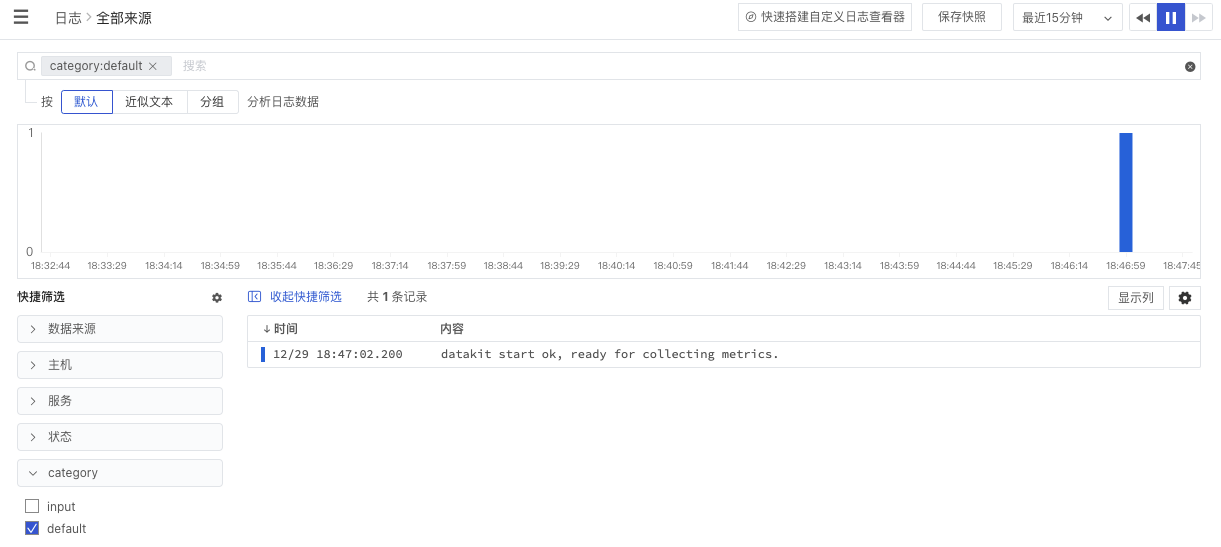 日志 > 全部来源
快速搭建自定义日志查看器
保存快照
最近15分钟
category:default
搜索
按 默认 近似文本 分组 分析日志数据
1
0
18:32:44 18:33:29 18:34:14 18:34:59 18:35:44 18:36:29 18:37:14 18:37:59 18:38:44 18:39:29 18:40:14 18:40:59 18:41:44 18:42:29 18:43:14 18:43:59 18:44:44 18:45:29 18:46:14 18:46:59 18:47:45
快捷筛选
收起快捷筛选 共 1 条记录
显示列
数据来源
主机
服务
状态
category
input
default
时间 内容
12/29 18:47:02.200 datakit start ok, ready for collecting metrics.